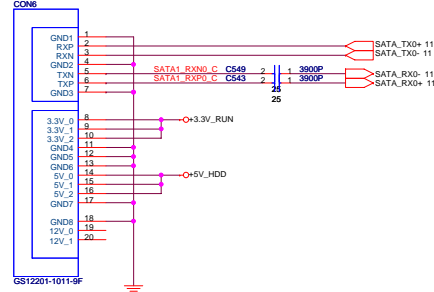 CON6
GND1 1
RXP 2 SATA_TX0+ 11
RXN 3 SATA_TX0- 11
GND2 4
TXN 5 SATA1_RXN0_C C549 2 1 3900P SATA_RX0- 11
TXP 6 SATA1_RXP0_C C543 2 1 3900P SATA_RX0+ 11
GND3 7
25
25
3.3V_0 8 +3.3V_RUN
3.3V_1 9
3.3V_2 10
GND4 11
GND5 12
GND6 13
5V_0 14 +5V_HDD
5V_1 15
5V_2 16
GND7 17
GND8 18
12V_0 19
12V_1 20
GS12201-1011-9F